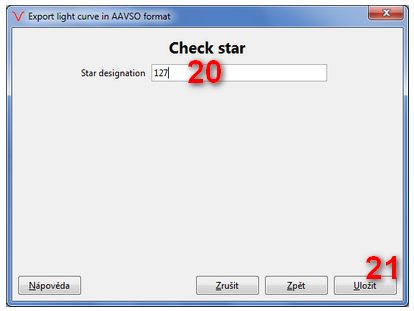 Export light curve in AAVSO format
Check star
Star designation 127 20
21
Nápověda Zrušit Zpět Uložit